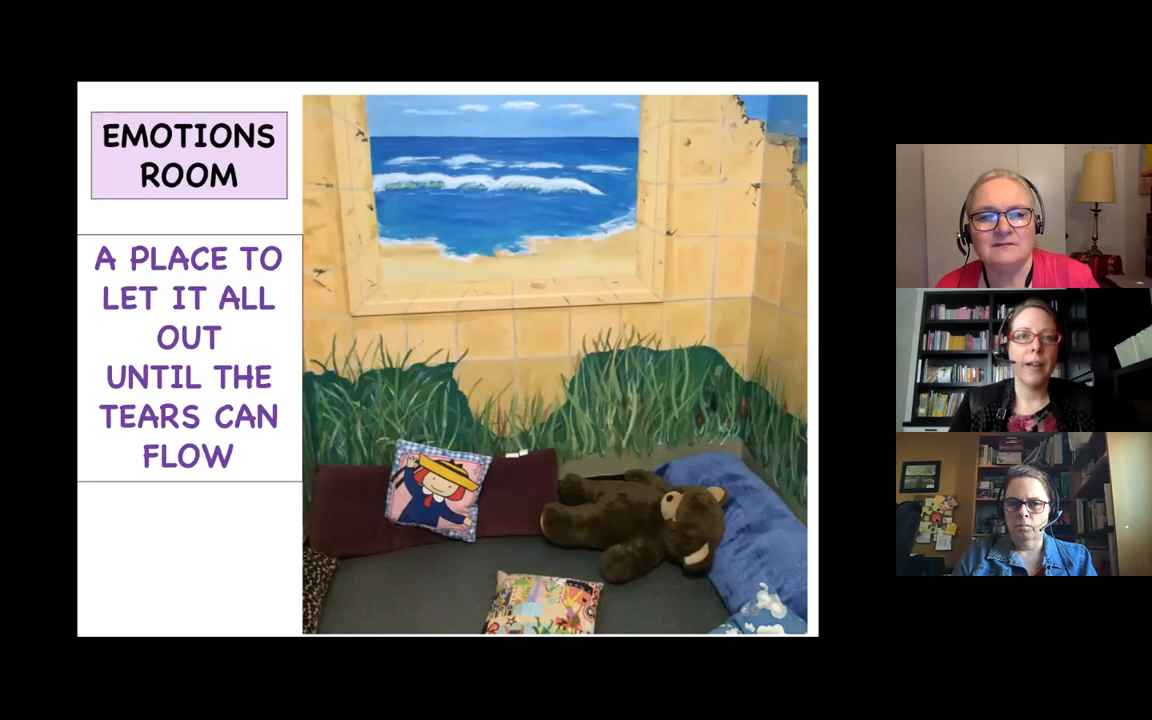 EMOTIONS
ROOM
A PLACE TO
LET IT ALL
OUT
UNTIL THE
TEARS CAN
FLOW